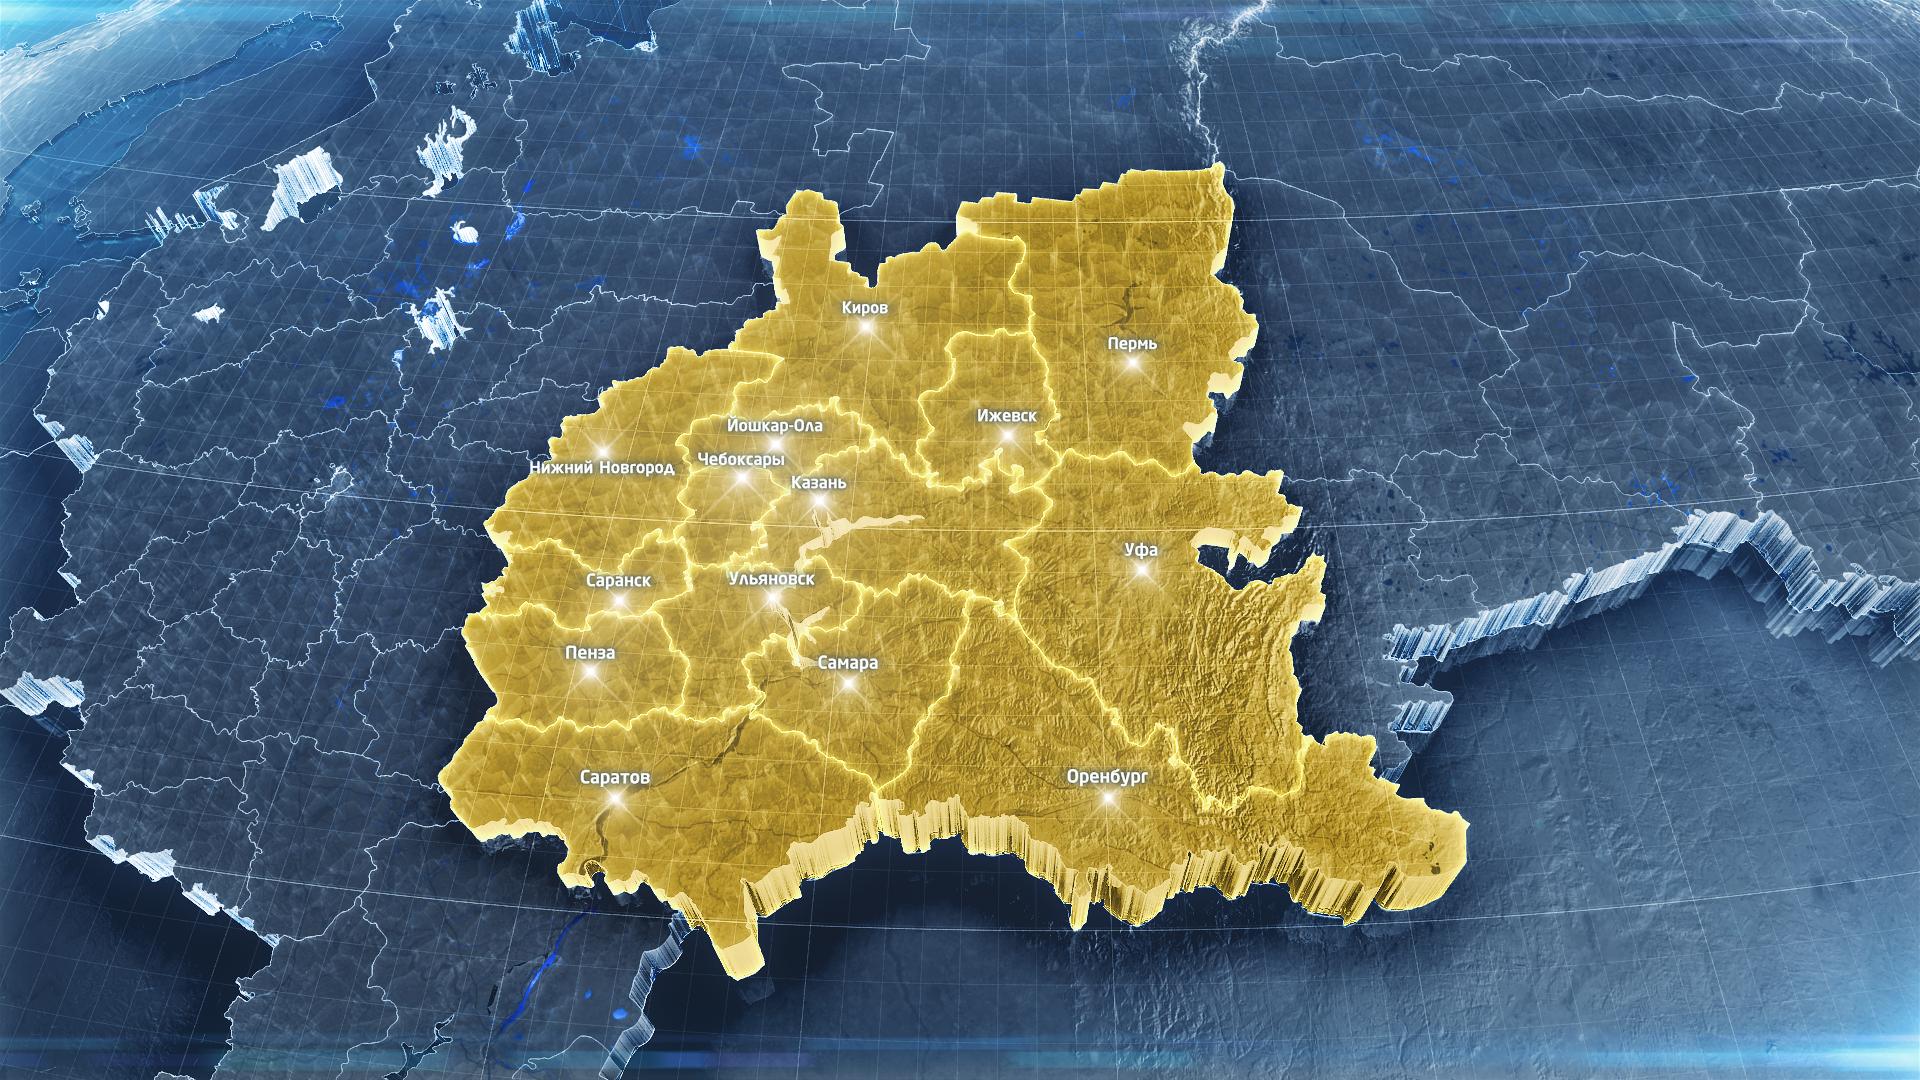 Киров
Пермь
Ижевск
Йошкар-Ола
Чебоксары
Нижний Новгород
Казань
Уфа
Саранск
Ульяновск
Пенза
Самара
Саратов
Оренбург